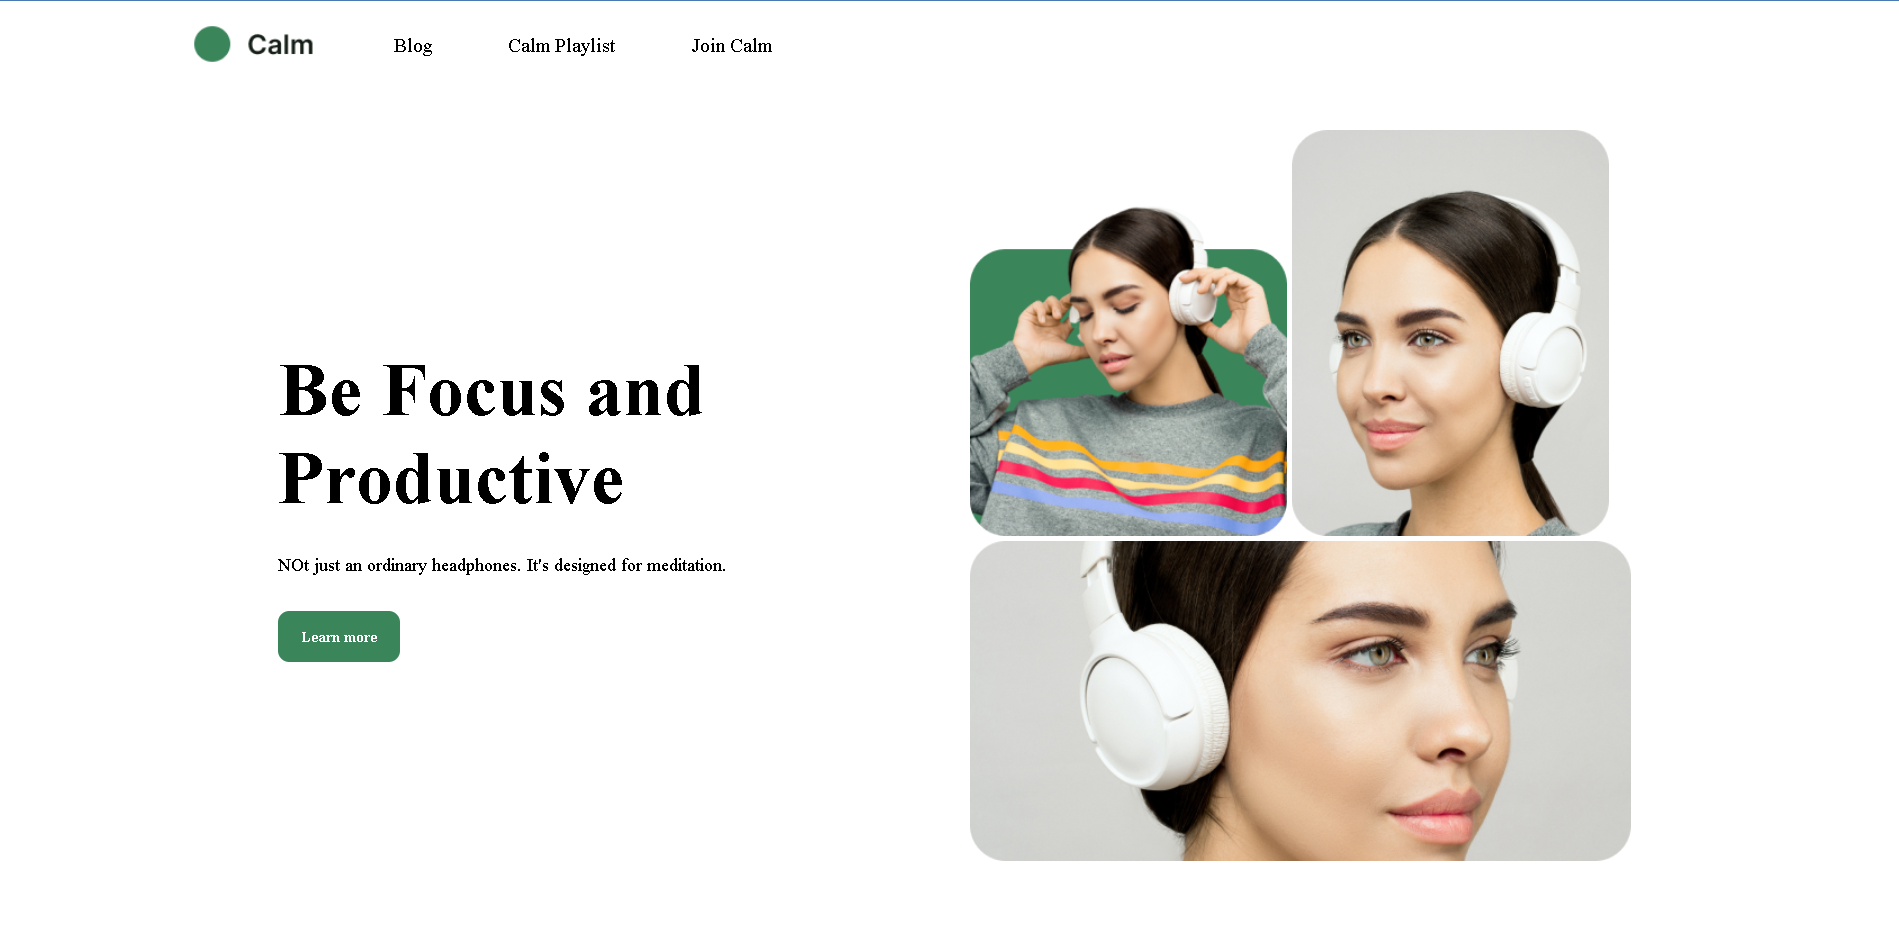 Calm Blog Calm Playlist Join Calm
Be Focus and
Productive
NOt just an ordinary headphones. It's designed for meditation.
Learn more